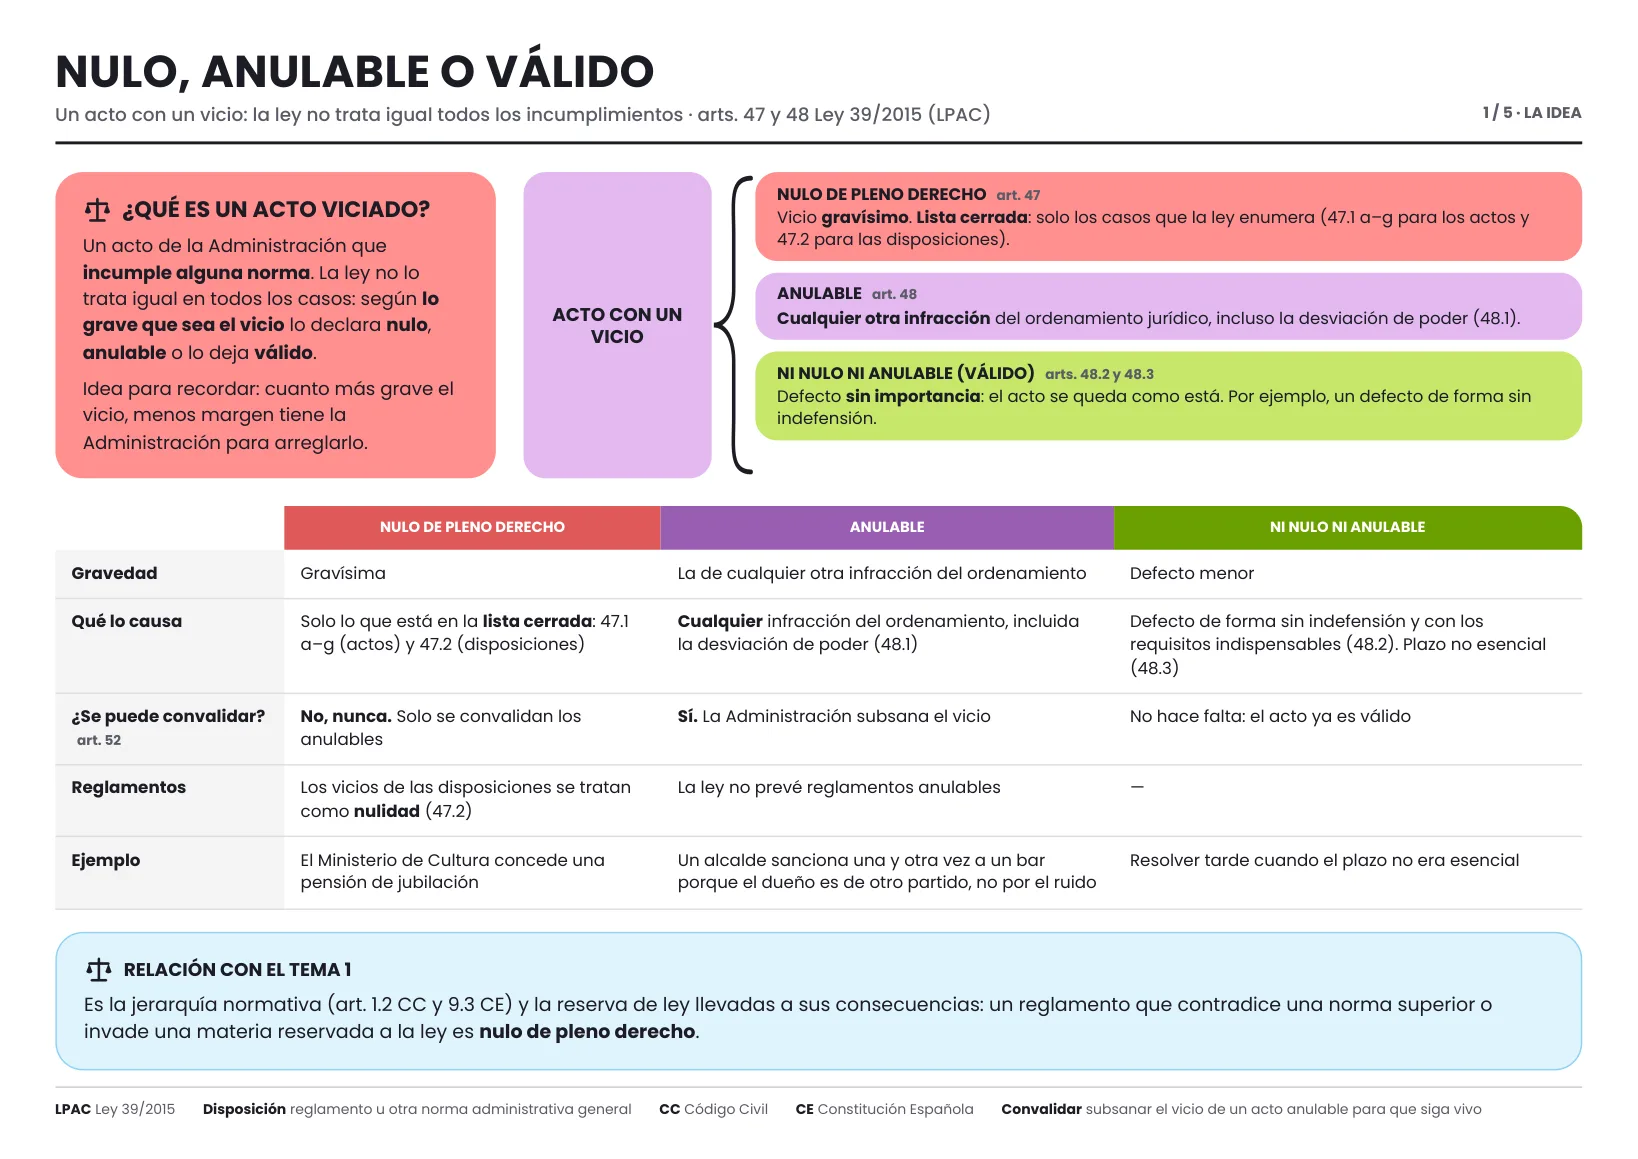 NULO, ANULABLE O VÁLIDO
Un acto con un vicio: la ley no trata igual todos los incumplimientos · arts. 47 y 48 Ley 39/2015 (LPAC)
1 / 5 · LA IDEA
¿QUÉ ES UN ACTO VICIADO?
Un acto de la Administración que
incumple alguna norma. La ley no lo
trata igual en todos los casos: según lo
grave que sea el vicio lo declara nulo,
anulable o lo deja válido.
Idea para recordar: cuanto más grave el
vicio, menos margen tiene la
Administración para arreglarlo.
ACTO CON UN
VICIO
NULO DE PLENO DERECHO art. 47
Vicio gravísimo. Lista cerrada: solo los casos que la ley enumera (47.1 a–g para los actos y
47.2 para las disposiciones).
ANULABLE art. 48
Cualquier otra infracción del ordenamiento jurídico, incluso la desviación de poder (48.1).
NI NULO NI ANULABLE (VÁLIDO) arts. 48.2 y 48.3
Defecto sin importancia: el acto se queda como está. Por ejemplo, un defecto de forma sin
indefensión.
NULO DE PLENO DERECHO
ANULABLE
NI NULO NI ANULABLE
Gravedad
Gravísima
La de cualquier otra infracción del ordenamiento
Defecto menor
Qué lo causa
Solo lo que está en la lista cerrada: 47.1
a–g (actos) y 47.2 (disposiciones)
Cualquier infracción del ordenamiento, incluida
la desviación de poder (48.1)
Defecto de forma sin indefensión y con los
requisitos indispensables (48.2). Plazo no esencial
(48.3)
¿Se puede convalidar?
art. 52
No, nunca. Solo se convalidan los
anulables
Sí. La Administración subsana el vicio
No hace falta: el acto ya es válido
Reglamentos
Los vicios de las disposiciones se tratan
como nulidad (47.2)
La ley no prevé reglamentos anulables
—
Ejemplo
El Ministerio de Cultura concede una
pensión de jubilación
Un alcalde sanciona una y otra vez a un bar
porque el dueño es de otro partido, no por el ruido
Resolver tarde cuando el plazo no era esencial
RELACIÓN CON EL TEMA 1
Es la jerarquía normativa (art. 1.2 CC y 9.3 CE) y la reserva de ley llevadas a sus consecuencias: un reglamento que contradice una norma superior o
invade una materia reservada a la ley es nulo de pleno derecho.
LPAC Ley 39/2015 Disposición reglamento u otra norma administrativa general CC Código Civil CE Constitución Española Convalidar subsanar el vicio de un acto anulable para que siga vivo